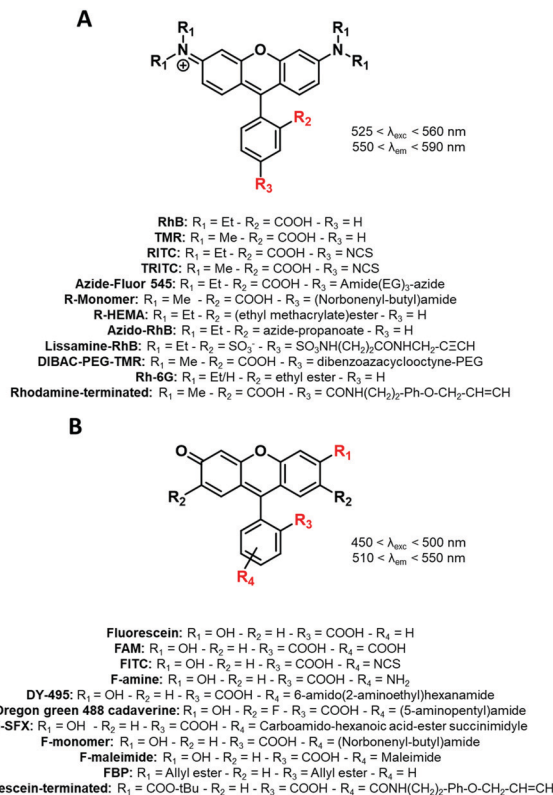 A
R₁ R₁
R₁ N ⊕ O N R₁
R₂
525 < λexc < 560 nm
550 < λem < 590 nm
R₃
RhB: R₁ = Et - R₂ = COOH - R₃ = H
TMR: R₁ = Me - R₂ = COOH - R₃ = H
RITC: R₁ = Et - R₂ = COOH - R₃ = NCS
TRITC: R₁ = Me - R₂ = COOH - R₃ = NCS
Azide-Fluor 545: R₁ = Et - R₂ = COOH - R₃ = Amide(EG)₃-azide
R-Monomer: R₁ = Me - R₂ = COOH - R₃ = (Norbonenyl-butyl)amide
R-HEMA: R₁ = Et - R₂ = (ethyl methacrylate)ester - R₃ = H
Azido-RhB: R₁ = Et - R₂ = azide-propanoate - R₃ = H
Lissamine-RhB: R₁ = Et - R₂ = SO₃⁻ - R₃ = SO₃NH(CH₂)₂CONHCH₂-CΞCH
DIBAC-PEG-TMR: R₁ = Me - R₂ = COOH - R₃ = dibenzoazacyclooctyne-PEG
Rh-6G: R₁ = Et/H - R₂ = ethyl ester - R₃ = H
Rhodamine-terminated: R₁ = Me - R₂ = COOH - R₃ = CONH(CH₂)₂-Ph-O-CH₂-CH=CH
B
O O R₁
R₂ R₂
R₃
450 < λexc < 500 nm
510 < λem < 550 nm
R₄
Fluorescein: R₁ = OH - R₂ = H - R₃ = COOH - R₄ = H
FAM: R₁ = OH - R₂ = H - R₃ = COOH - R₄ = COOH
FITC: R₁ = OH - R₂ = H - R₃ = COOH - R₄ = NCS
F-amine: R₁ = OH - R₂ = H - R₃ = COOH - R₄ = NH₂
DY-495: R₁ = OH - R₂ = H - R₃ = COOH - R₄ = 6-amido(2-aminoethyl)hexanamide
Oregon green 488 cadaverine: R₁ = OH - R₂ = F - R₃ = COOH - R₄ = (5-aminopentyl)amide
-SFX: R₁ = OH - R₂ = H - R₃ = COOH - R₄ = Carboamido-hexanoic acid-ester succinimidyle
F-monomer: R₁ = OH - R₂ = H - R₃ = COOH - R₄ = (Norbonenyl-butyl)amide
F-maleimide: R₁ = OH - R₂ = H - R₃ = COOH - R₄ = Maleimide
FBP: R₁ = Allyl ester - R₂ = H - R₃ = Allyl ester - R₄ = H
escein-terminated: R₁ = COO-tBu - R₂ = H - R₃ = COOH - R₄ = CONH(CH₂)₂-Ph-O-CH₂-CH=CH